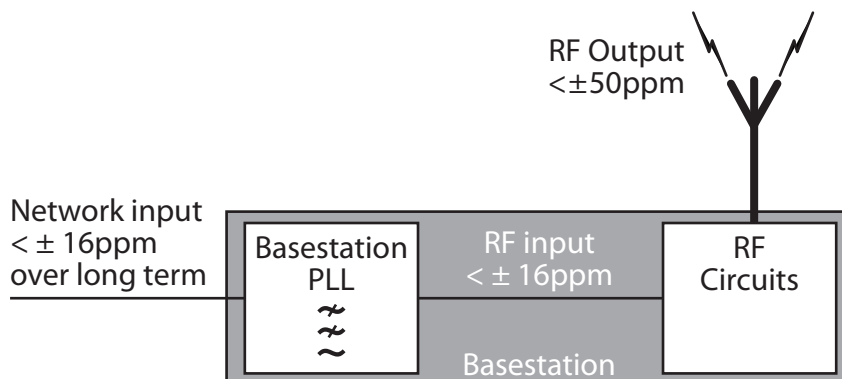 RF Output
<±50ppm
Network input
< ± 16ppm
over long term
Basestation
PLL
RF input
< ± 16ppm
RF
Circuits
Basestation